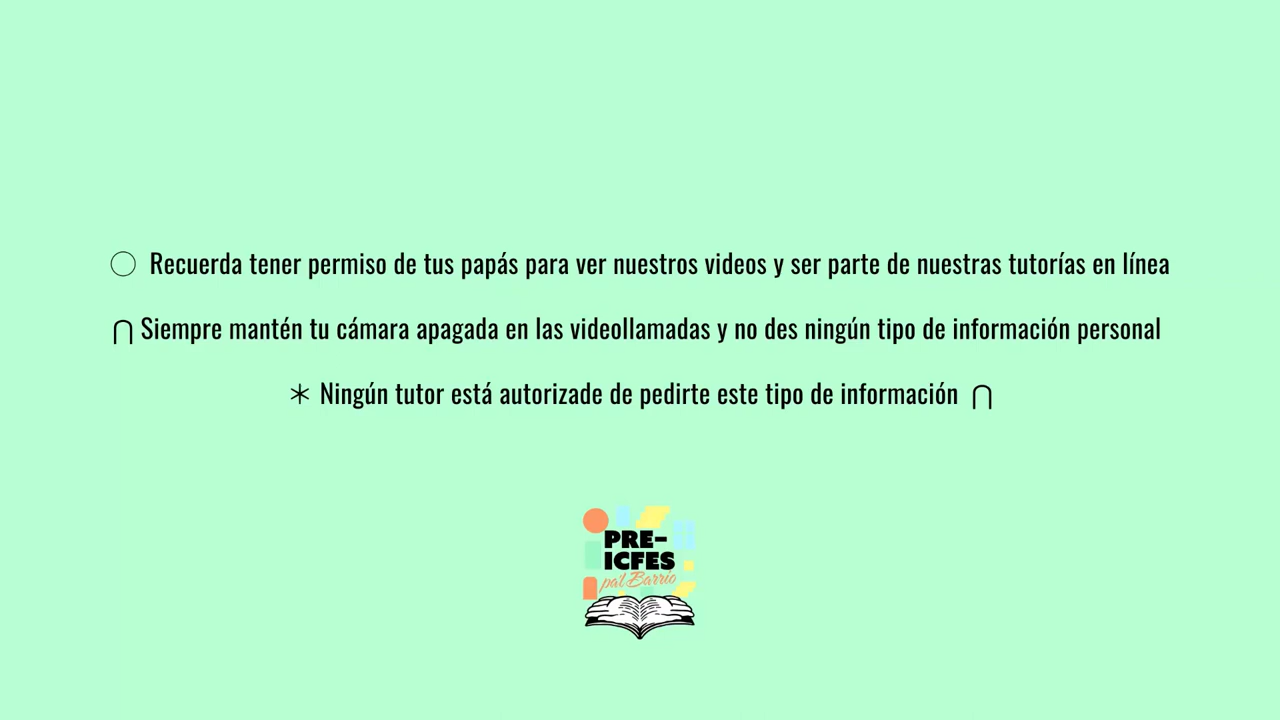 Recuerda tener permiso de tus papás para ver nuestros videos y ser parte de nuestras tutorías en línea
Siempre mantén tu cámara apagada en las videollamadas y no des ningún tipo de información personal
Ningún tutor está autorizade de pedirte este tipo de información
PRE-
ICFES
pa'l Barrio